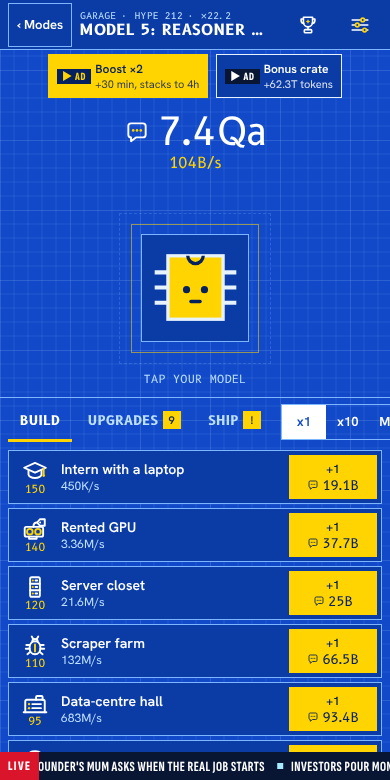 ‹ Modes
GARAGE · HYPE 212 · ×22.2
MODEL 5: REASONER …
AD
Boost ×2
+30 min, stacks to 4h
AD
Bonus crate
+62.3T tokens
7.4Qa
104B/s
TAP YOUR MODEL
BUILD
UPGRADES 9
SHIP !
x1
x10
Intern with a laptop
150
450K/s
+1
19.1B
Rented GPU
140
3.36M/s
+1
37.7B
Server closet
120
21.6M/s
+1
25B
Scraper farm
110
132M/s
+1
66.5B
Data-centre hall
95
683M/s
+1
93.4B
LIVE
OUNDER'S MUM ASKS WHEN THE REAL JOB STARTS ■ INVESTORS POUR